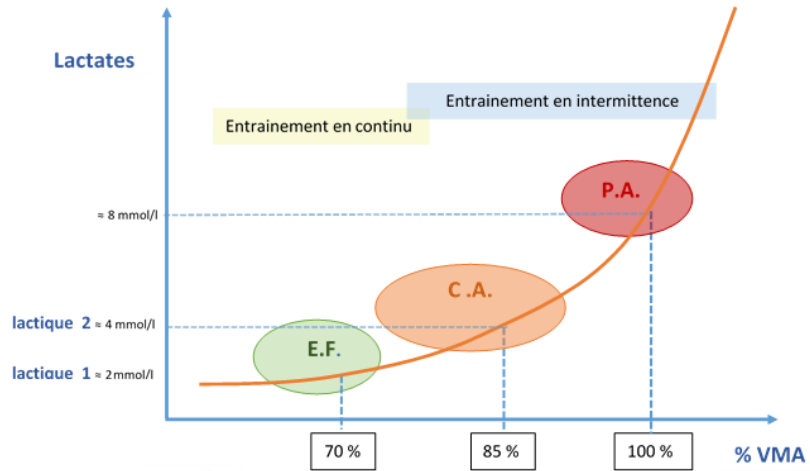 Lactates
Entrainement en intermittence
Entrainement en continu
P.A.
≈ 8 mmol/l
C .A.
lactique 2 ≈ 4 mmol/l
E.F.
lactique 1 ≈ 2 mmol/l
70 %
85 %
100 %
% VMA